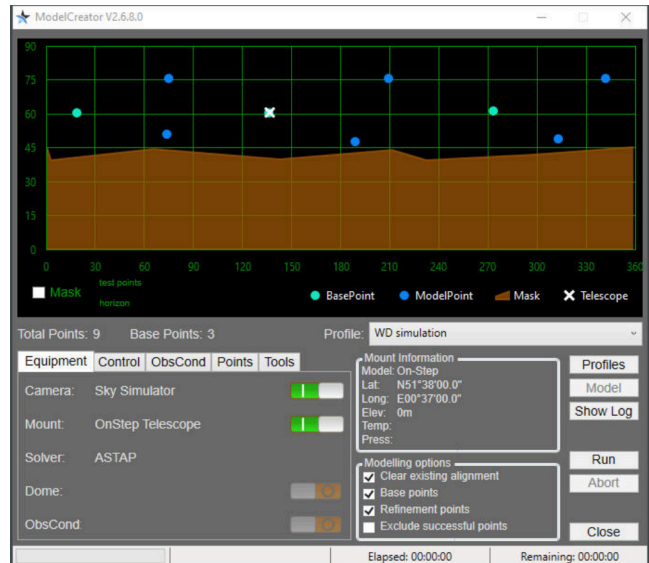 ModelCreator V2.6.8.0
90
75
60
45
30
15
0
0 30 60 90 120 150 180 210 240 270 300 330 360
Mask
test points
horizon
BasePoint ModelPoint Mask Telescope
Total Points: 9 Base Points: 3 Profile: WD simulation
Equipment Control ObsCond Points Tools
Camera: Sky Simulator
Mount: OnStep Telescope
Solver: ASTAP
Dome:
ObsCond:
Mount Information
Model: On-Step
Lat: N51°38'00.0"
Long: E00°37'00.0"
Elev: 0m
Temp:
Press:
Modelling options
Clear existing alignment
Base points
Refinement points
Exclude successful points
Profiles
Model
Show Log
Run
Abort
Close
Elapsed: 00:00:00 Remaining: 00:00:00